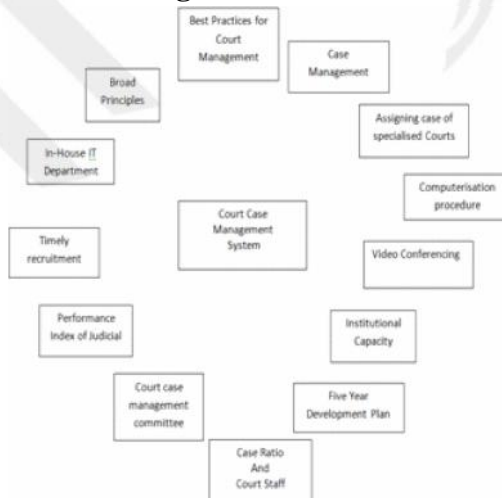 Best Practices for
Court
Management
Case
Management
Broad
Principles
Assigning case of
specialised Courts
In-House IT
Department
Computerisation
procedure
Court Case
Management
System
Timely
recruitment
Video Conferencing
Performance
Index of Judicial
Institutional
Capacity
Court case
management
committee
Five Year
Development Plan
Case Ratio
And
Court Staff